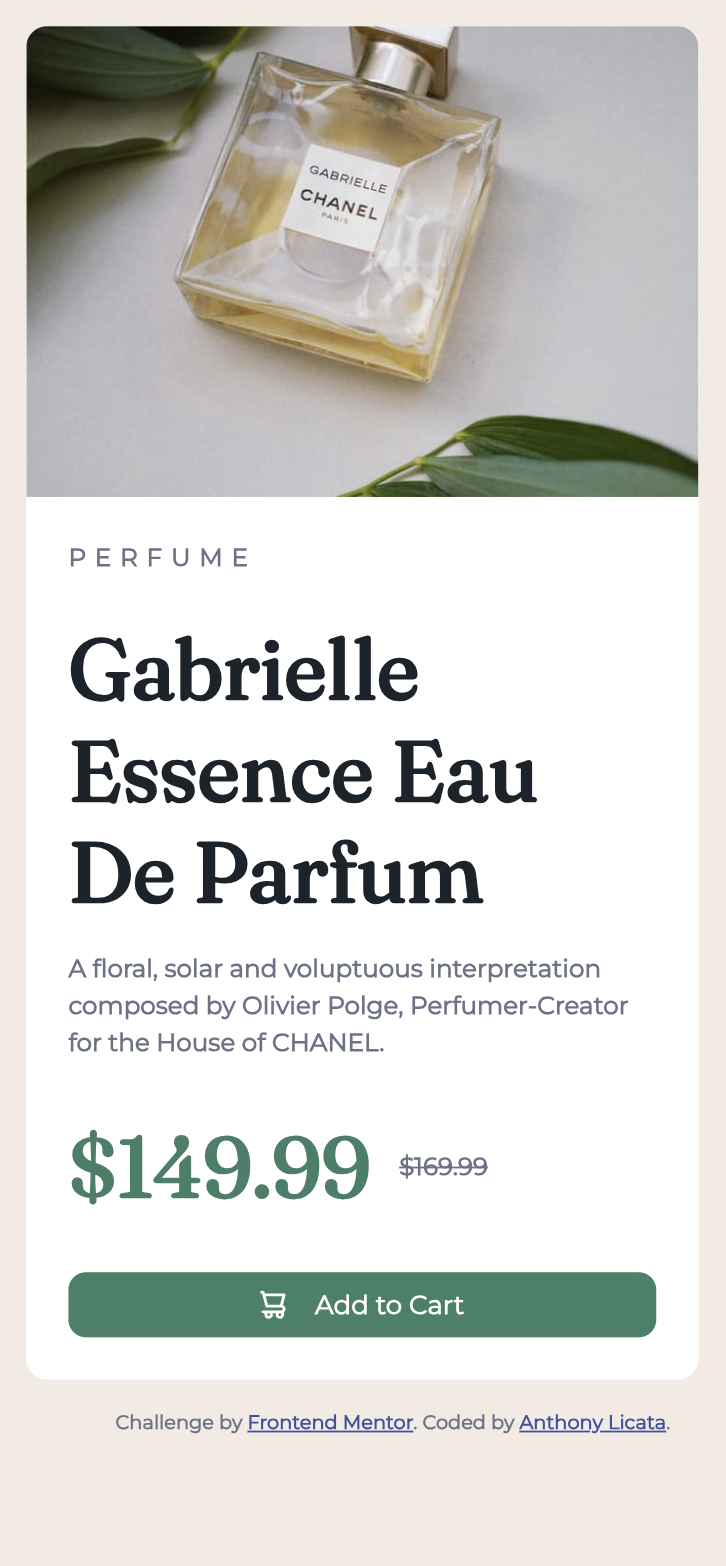 GABRIELLE
CHANEL
PARIS
PERFUME
Gabrielle
Essence Eau
De Parfum
A floral, solar and voluptuous interpretation
composed by Olivier Polge, Perfumer-Creator
for the House of CHANEL.
$149.99 $169.99
Add to Cart
Challenge by Frontend Mentor. Coded by Anthony Licata.